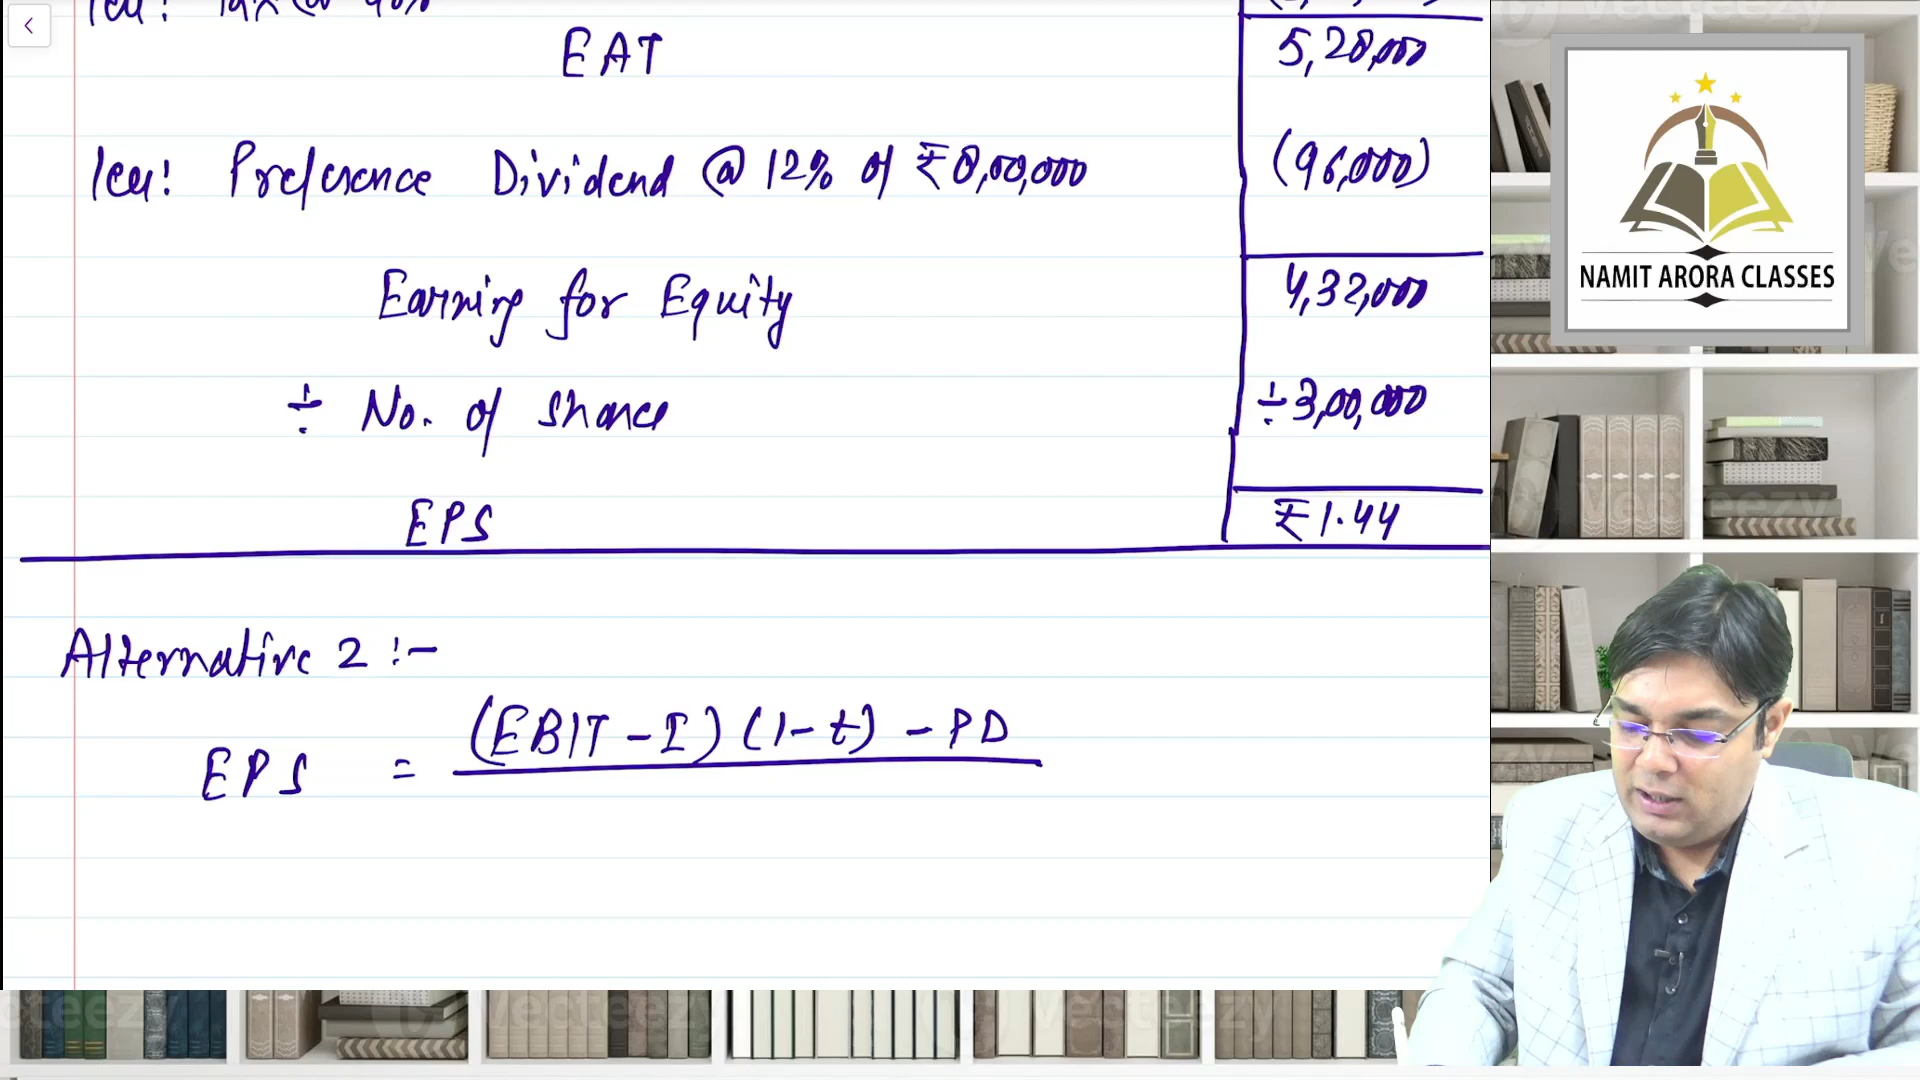 EAT 5,28,000
less: Preference Dividend @ 12% of ₹8,00,000 (96,000)
Earning for Equity 4,32,000
÷ No. of shares ÷3,00,000
EPS ₹1.44
Alternative 2 :-
EPS = (EBIT - I) (1 - t) - PD
NAMIT ARORA CLASSES
vecteezy